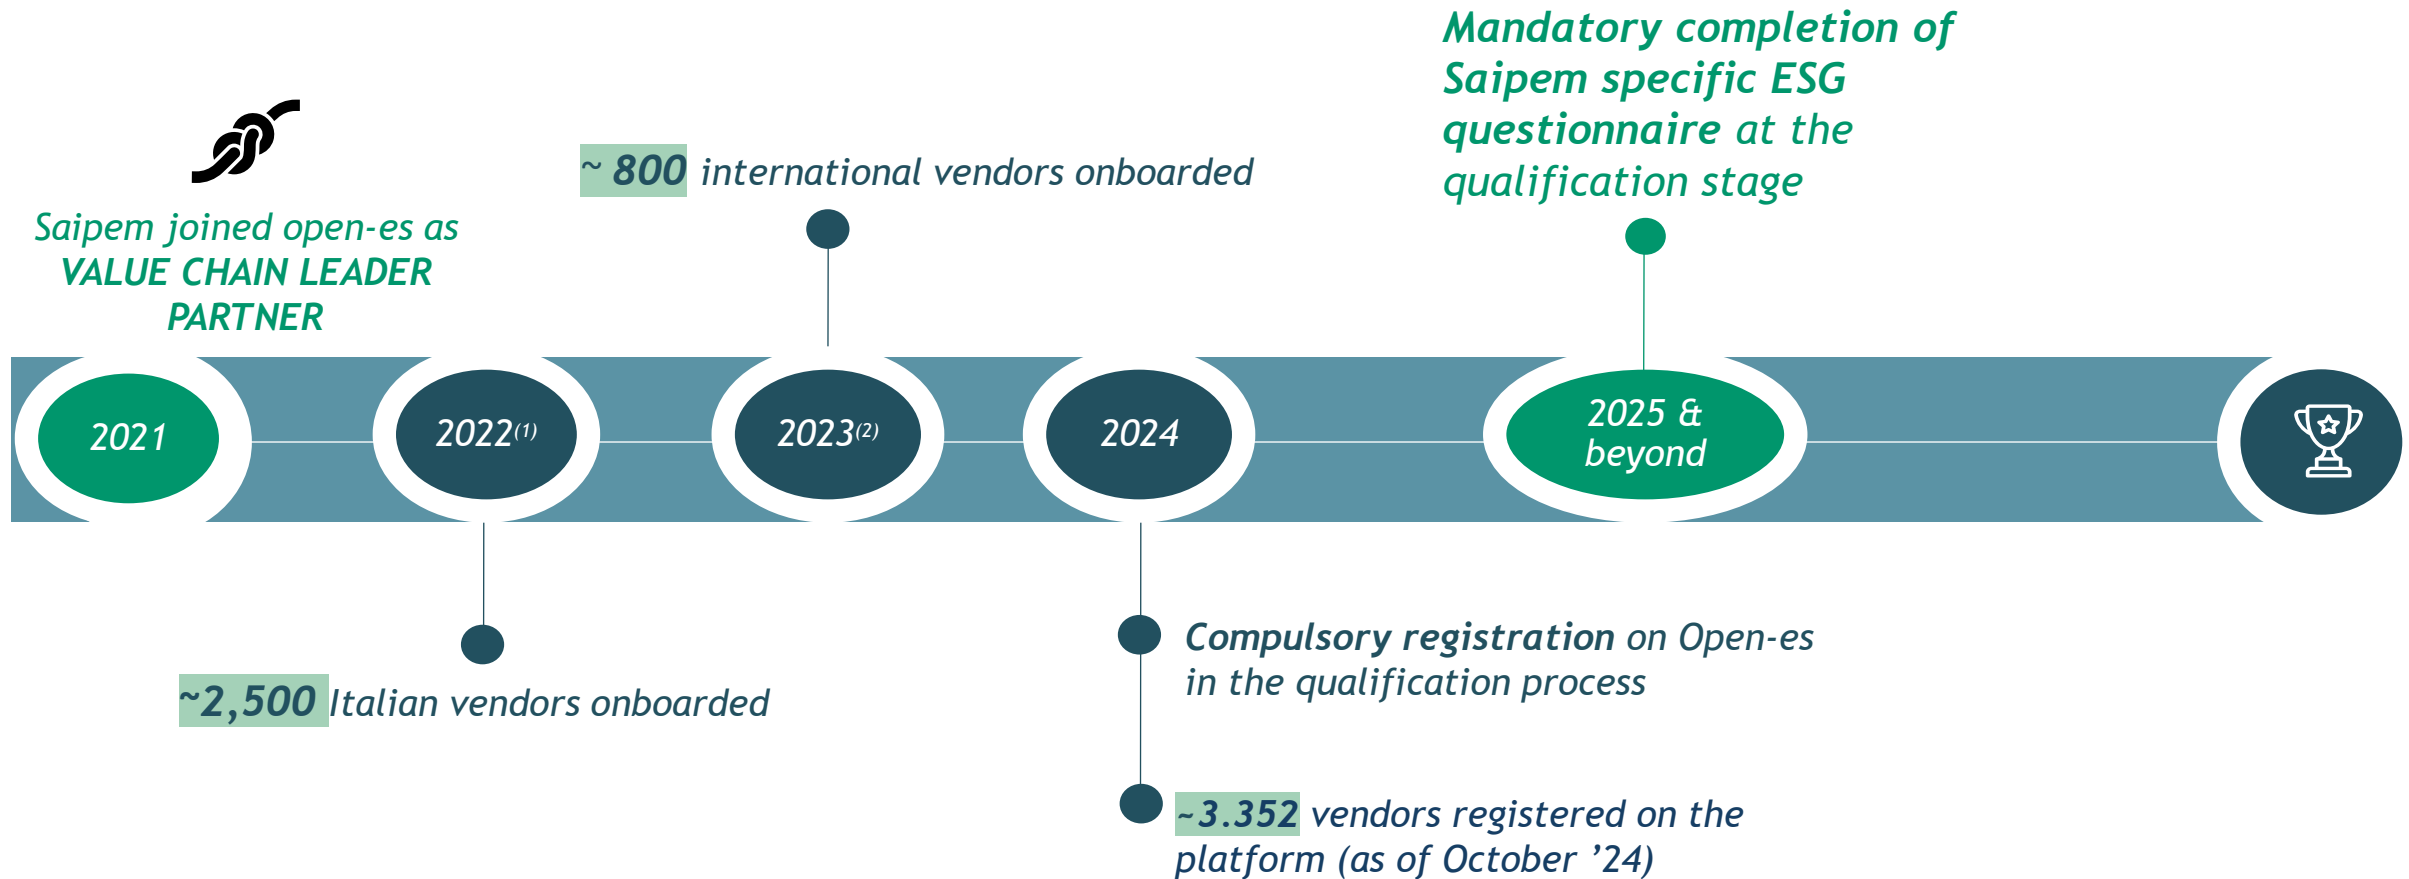 Mandatory completion of
Saipem specific ESG
questionnaire at the
qualification stage
~ 800 international vendors onboarded
Saipem joined open-es as
VALUE CHAIN LEADER
PARTNER
2021
2022(1)
2023(2)
2024
2025 &
beyond
~2,500 Italian vendors onboarded
Compulsory registration on Open-es
in the qualification process
~3.352 vendors registered on the
platform (as of October ’24)